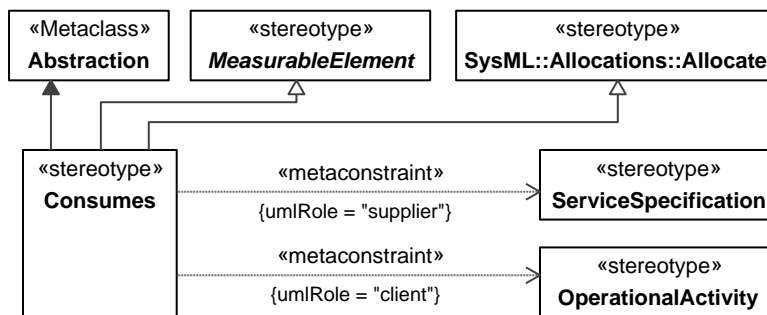 «Metaclass»
Abstraction
«stereotype»
MeasurableElement
«stereotype»
SysML::Allocations::Allocate
«stereotype»
Consumes
«metaconstraint»
{umlRole = "supplier"}
«stereotype»
ServiceSpecification
«metaconstraint»
{umlRole = "client"}
«stereotype»
OperationalActivity